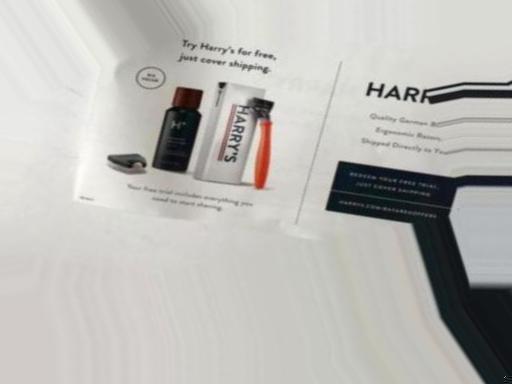 Try Harry's for free,
just cover shipping.
HARRY'S
H'
Your free trial includes everything you
need to start shaving.
HARR
Quality German
Ergonomic Razors,
Shipped Directly to You
REDEEM YOUR FREE TRIAL,
JUST COVER SHIPPING